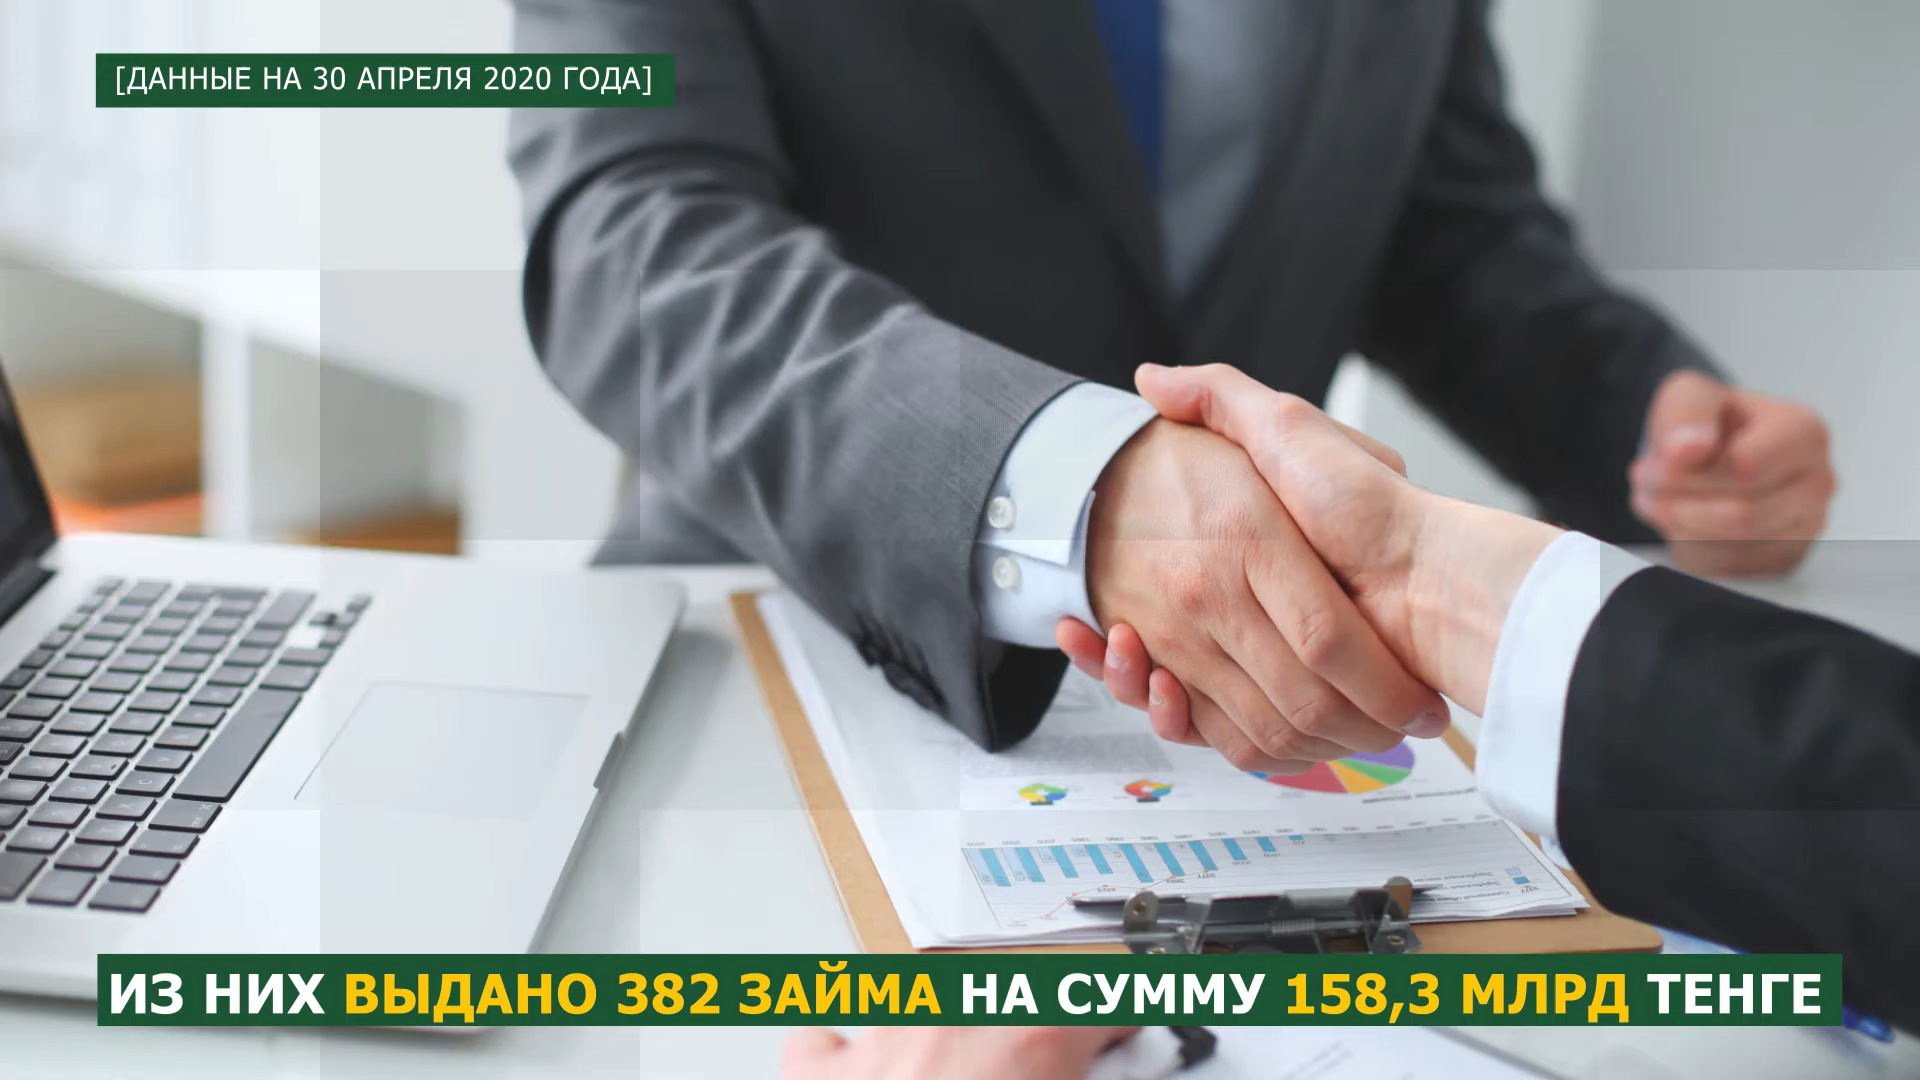 [ДАННЫЕ НА 30 АПРЕЛЯ 2020 ГОДА]
ИЗ НИХ ВЫДАНО 382 ЗАЙМА НА СУММУ 158,3 МЛРД ТЕНГЕ